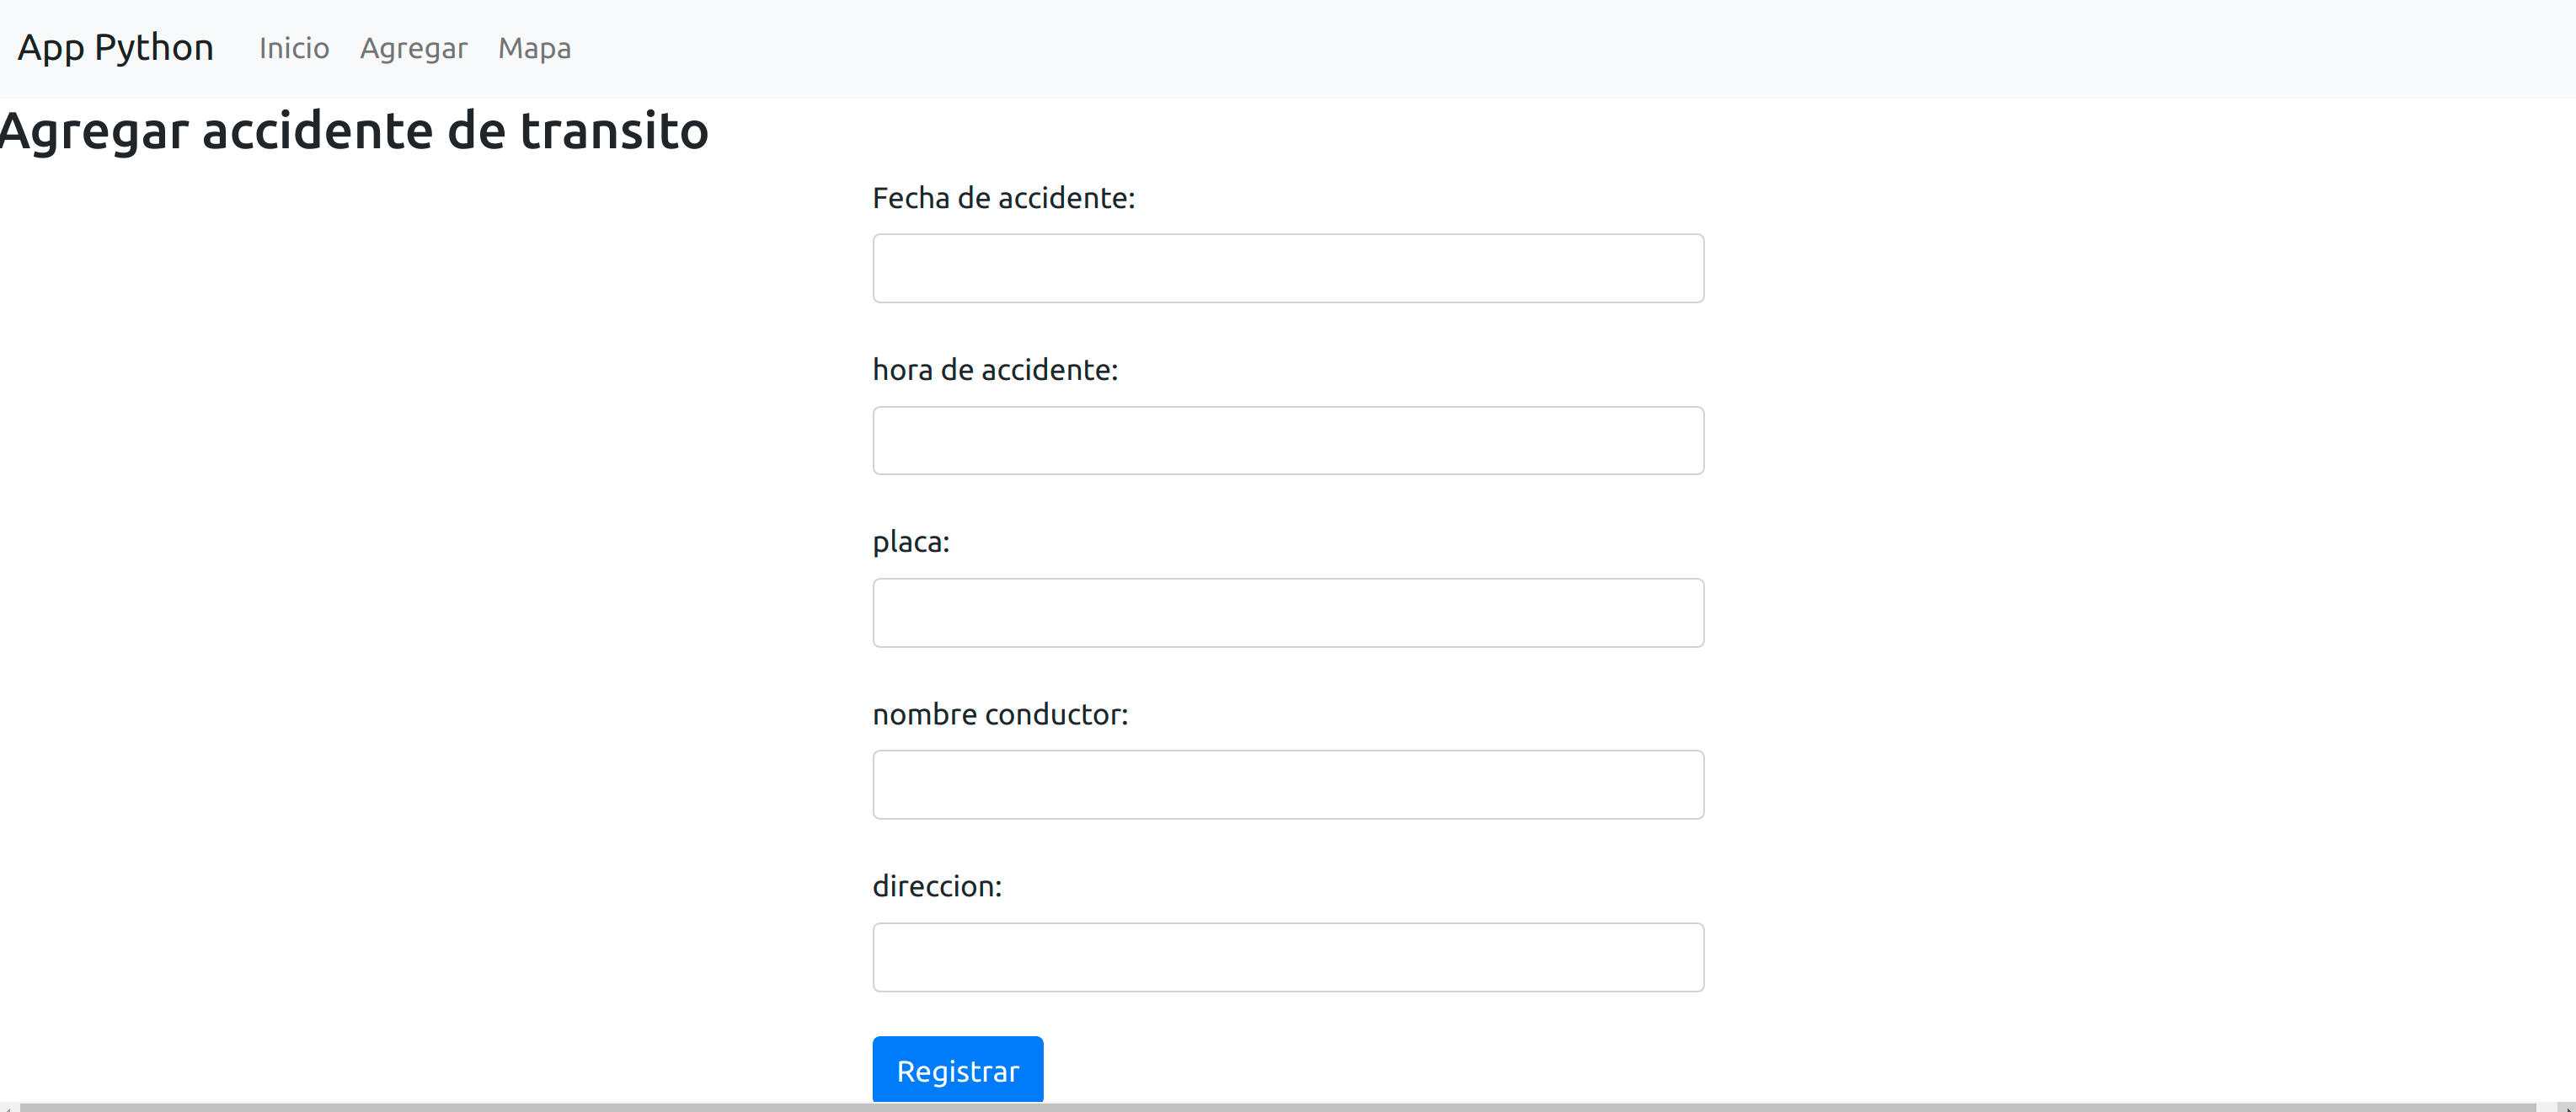 App Python Inicio Agregar Mapa
Agregar accidente de transito
Fecha de accidente:
hora de accidente:
placa:
nombre conductor:
direccion:
Registrar